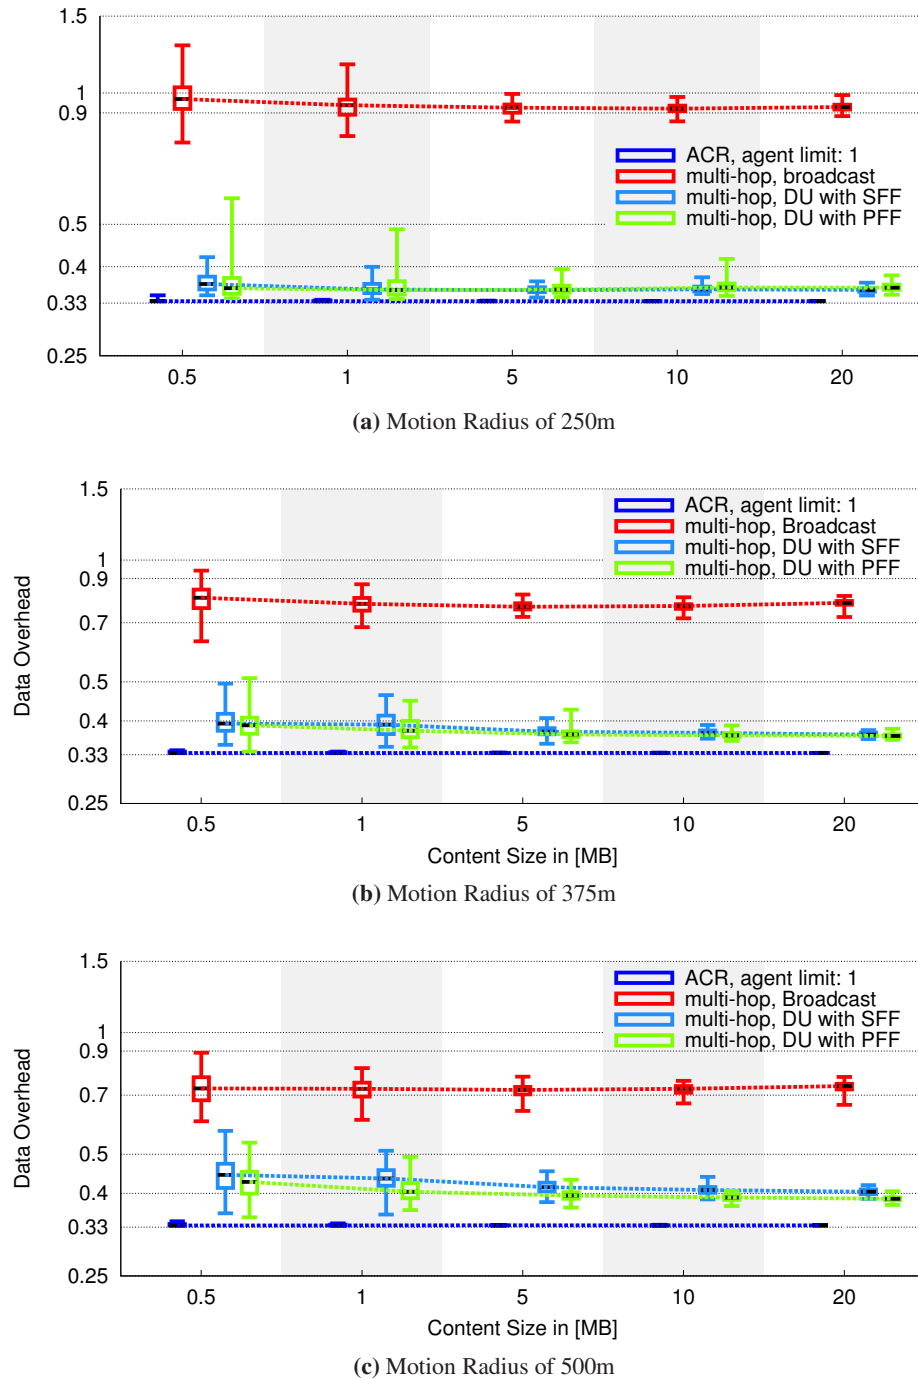 1.5
1
0.9
0.5
0.4
0.33
0.25
ACR, agent limit: 1
multi-hop, broadcast
multi-hop, DU with SFF
multi-hop, DU with PFF
0.5 1 5 10 20
(a) Motion Radius of 250m
1.5
1
0.9
0.7
0.5
0.4
0.33
0.25
Data Overhead
ACR, agent limit: 1
multi-hop, Broadcast
multi-hop, DU with SFF
multi-hop, DU with PFF
0.5 1 5 10 20
Content Size in [MB]
(b) Motion Radius of 375m
1.5
1
0.9
0.7
0.5
0.4
0.33
0.25
Data Overhead
ACR, agent limit: 1
multi-hop, Broadcast
multi-hop, DU with SFF
multi-hop, DU with PFF
0.5 1 5 10 20
Content Size in [MB]
(c) Motion Radius of 500m